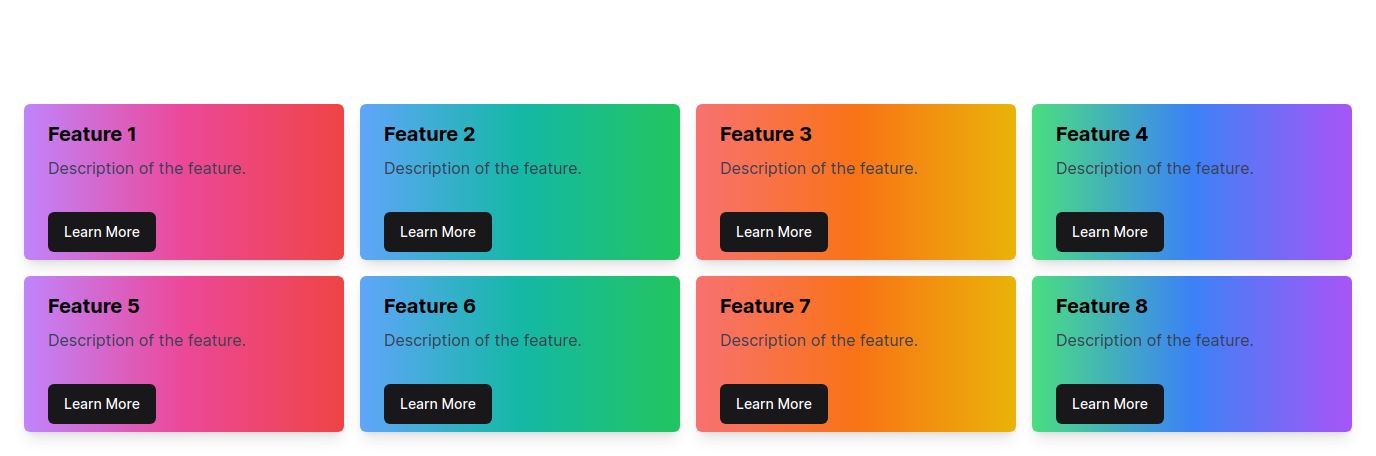 Feature 1
Description of the feature.
Learn More
Feature 2
Description of the feature.
Learn More
Feature 3
Description of the feature.
Learn More
Feature 4
Description of the feature.
Learn More
Feature 5
Description of the feature.
Learn More
Feature 6
Description of the feature.
Learn More
Feature 7
Description of the feature.
Learn More
Feature 8
Description of the feature.
Learn More